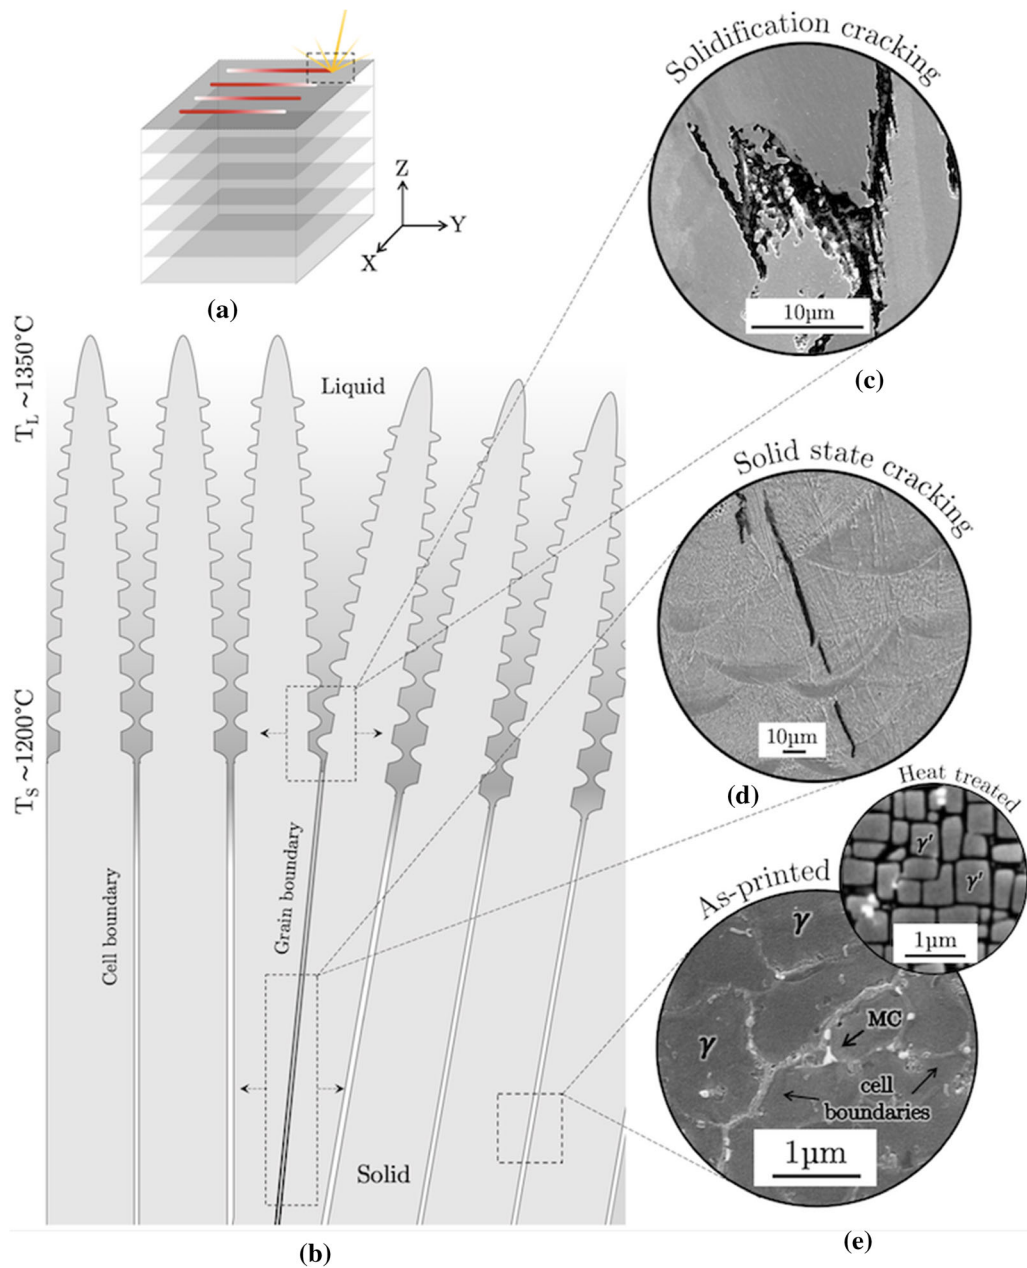 Z
Y
X
(a)
Solidification cracking
10µm
(c)
T_L ~1350°C
Liquid
T_S ~1200°C
Cell boundary
Grain boundary
Solid
(b)
Solid state cracking
10µm
(d)
Heat treated
γ'
γ'
1µm
As-printed
γ
γ
MC
cell
boundaries
1µm
(e)